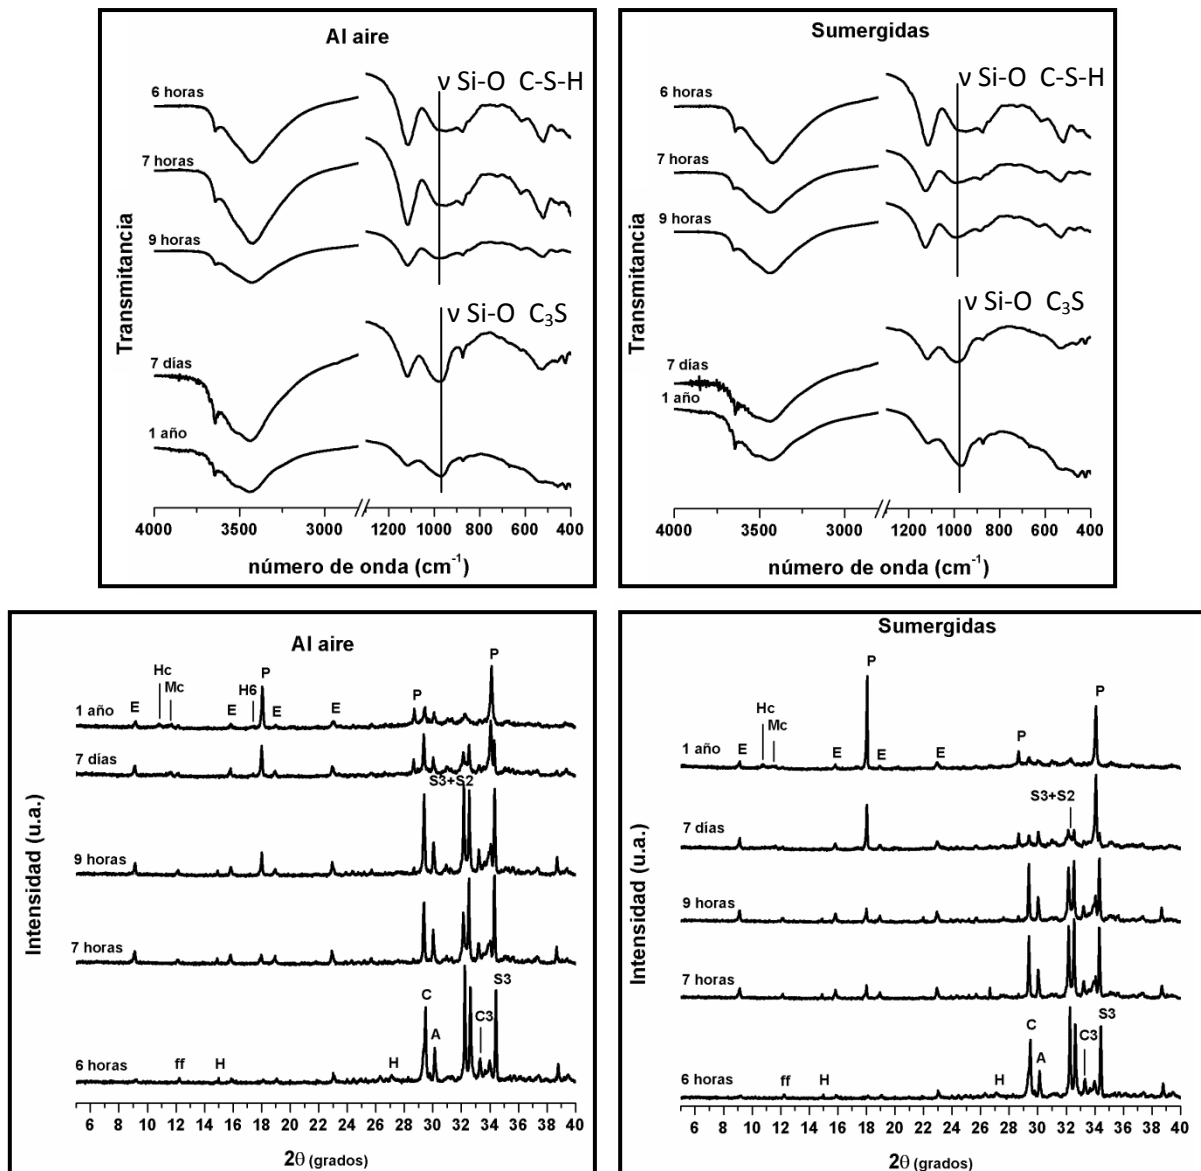 Al aire
ν Si-O C-S-H
6 horas
7 horas
9 horas
ν Si-O C₃S
7 días
1 año
Transmitancia
4000 3500 3000 1200 1000 800 600 400
número de onda (cm⁻¹)
Sumergidas
ν Si-O C-S-H
6 horas
7 horas
9 horas
ν Si-O C₃S
7 días
1 año
Transmitancia
4000 3500 3000 1200 1000 800 600 400
número de onda (cm⁻¹)
Al aire
P
Hc
Mc
H6
P
1 año
E E E E
7 días
S3+S2
9 horas
7 horas
S3
C
C3
A
6 horas
ff H H
Intensidad (u.a.)
6 8 10 12 14 16 18 20 22 24 26 28 30 32 34 36 38 40
2θ (grados)
Sumergidas
P
P
Hc
Mc
P
1 año
E E E E
S3+S2
7 días
9 horas
7 horas
S3
C
C3
A
6 horas
ff H H
Intensidad (u.a.)
6 8 10 12 14 16 18 20 22 24 26 28 30 32 34 36 38 40
2θ (grados)